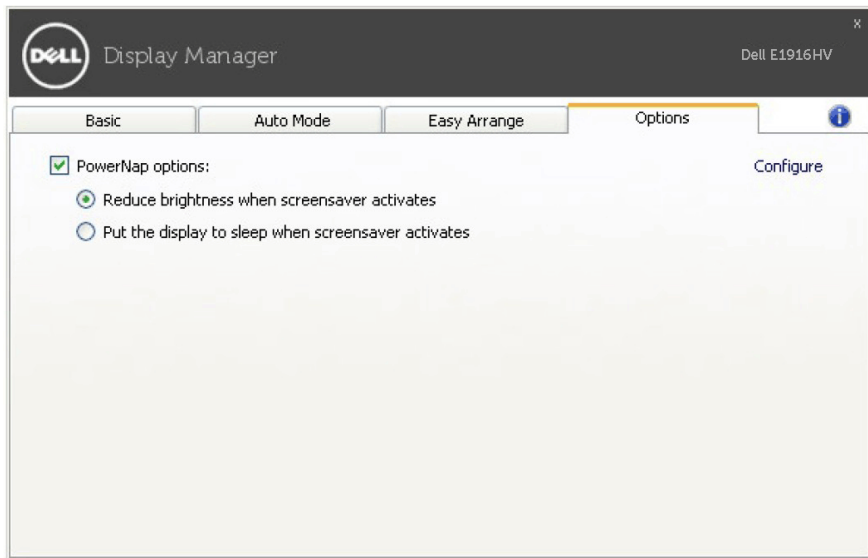 x
DELL Display Manager Dell E1916HV
Basic Auto Mode Easy Arrange Options i
PowerNap options: Configure
Reduce brightness when screensaver activates
Put the display to sleep when screensaver activates